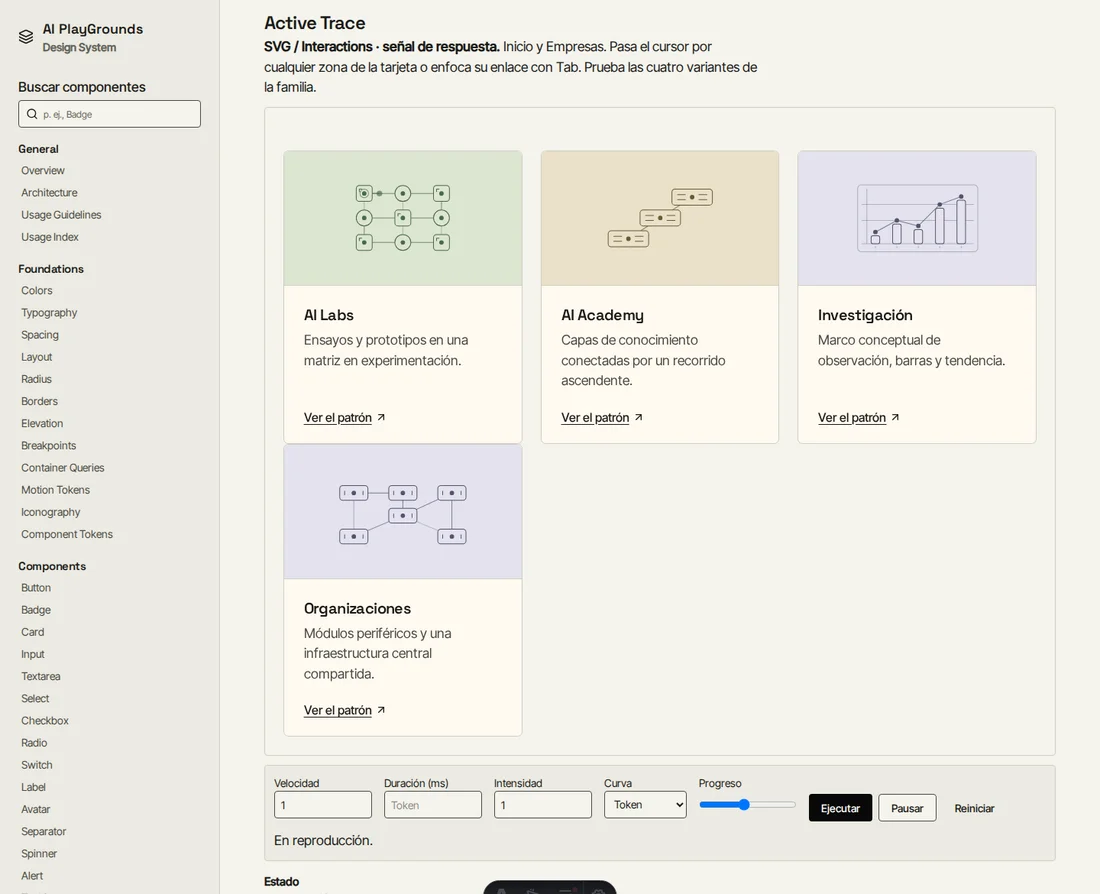 AI PlayGrounds
Design System
Buscar componentes
p. ej., Badge
General
Overview
Architecture
Usage Guidelines
Usage Index
Foundations
Colors
Typography
Spacing
Layout
Radius
Borders
Elevation
Breakpoints
Container Queries
Motion Tokens
Iconography
Component Tokens
Components
Button
Badge
Card
Input
Textarea
Select
Checkbox
Radio
Switch
Label
Avatar
Separator
Spinner
Alert
Active Trace
SVG / Interactions · señal de respuesta. Inicio y Empresas. Pasa el cursor por
cualquier zona de la tarjeta o enfoca su enlace con Tab. Prueba las cuatro variantes de
la familia.
AI Labs
Ensayos y prototipos en una
matriz en experimentación.
Ver el patrón
AI Academy
Capas de conocimiento
conectadas por un recorrido
ascendente.
Ver el patrón
Investigación
Marco conceptual de
observación, barras y tendencia.
Ver el patrón
Organizaciones
Módulos periféricos y una
infraestructura central
compartida.
Ver el patrón
Velocidad
1
Duración (ms)
Token
Intensidad
1
Curva
Token
Progreso
Ejecutar
Pausar
Reiniciar
En reproducción.
Estado